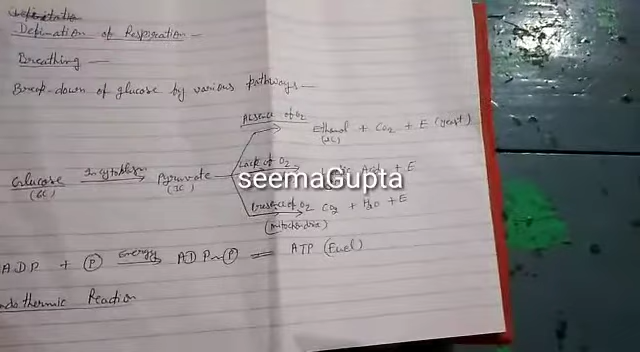 Defination of Respiration —
Breathing —
Break-down of glucose by various pathways —
Absence of O2
Ethanol + CO2 + E (yeast)
(2C)
Glucose In cytoplasm Pyruvate
(6C) (3C)
Lack of O2 Acid + E
seemaGupta
Presence of O2 CO2 + H2O + E
(mitochondria)
ADP + P Energy ADP~P = ATP (Fuel)
Reaction